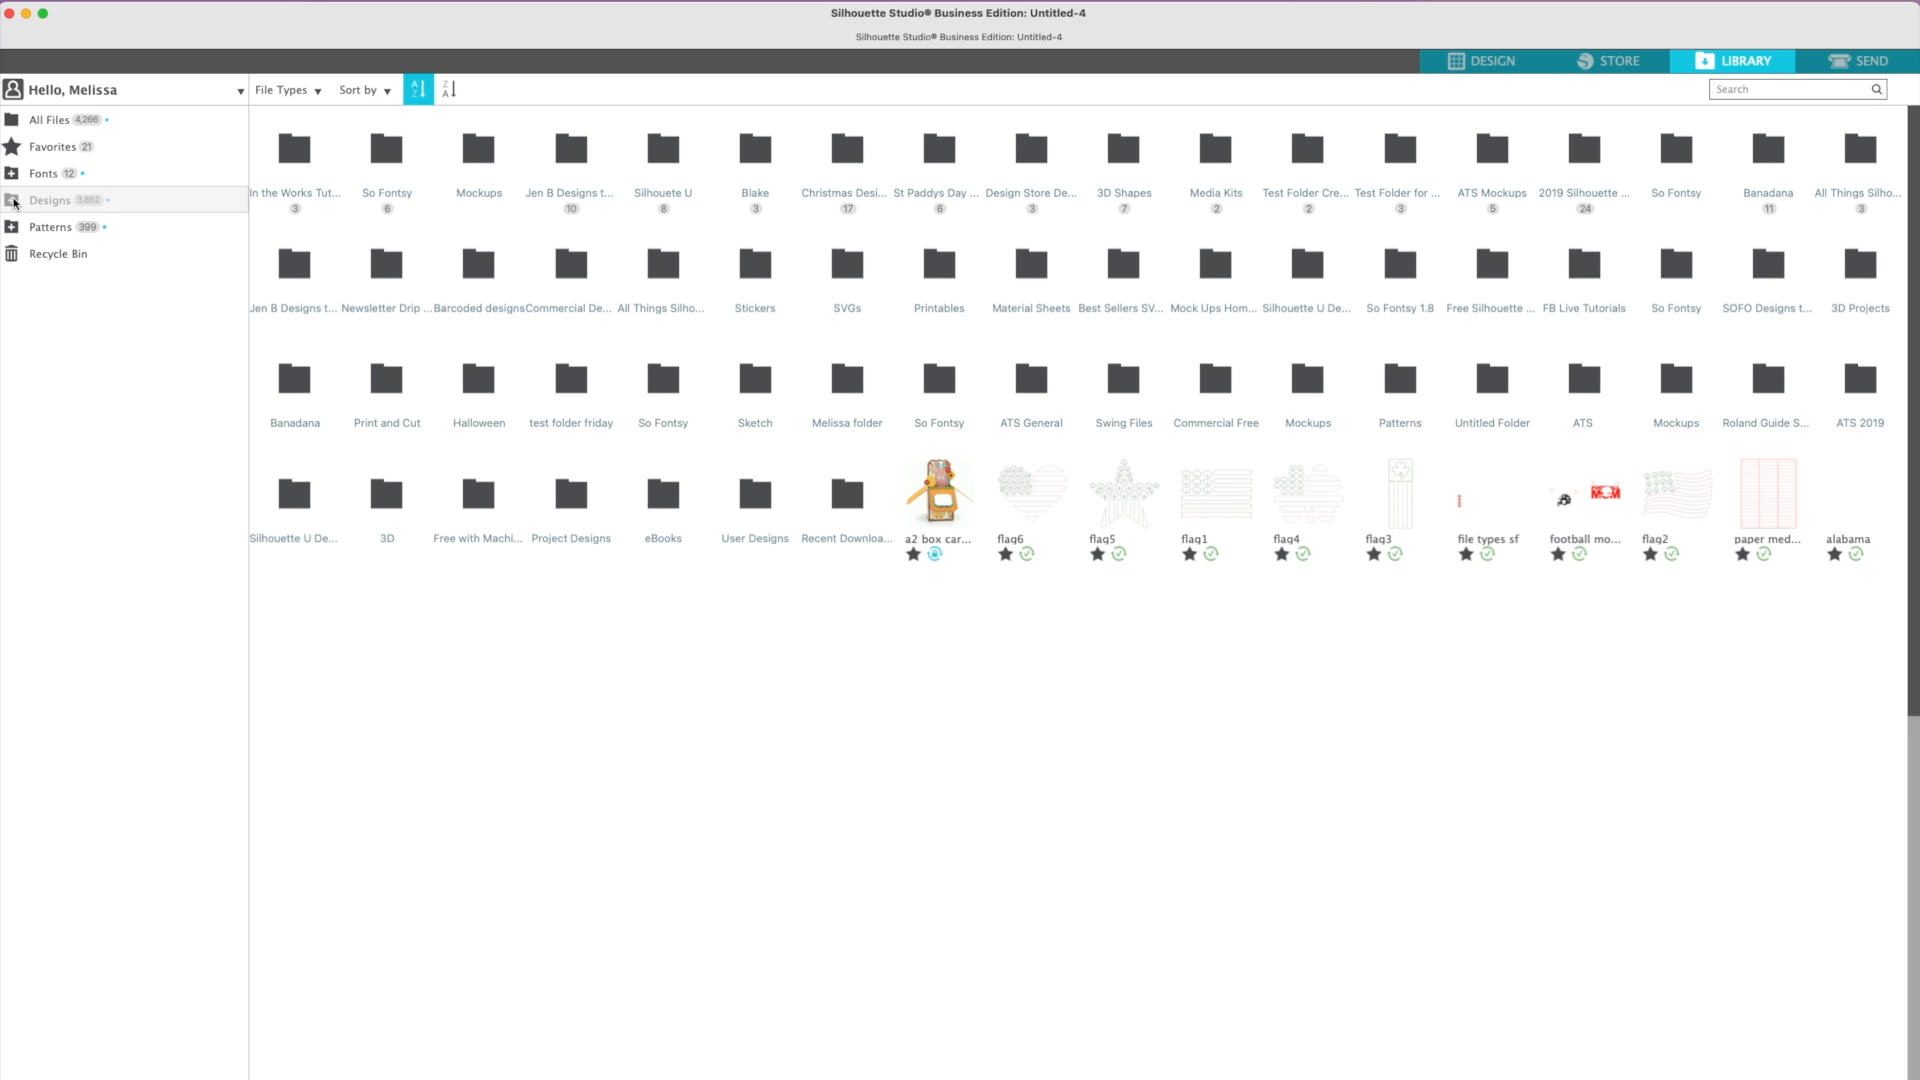 Silhouette Studio® Business Edition: Untitled-4
Silhouette Studio® Business Edition: Untitled-4
DESIGN STORE LIBRARY SEND
Hello, Melissa File Types Sort by A Z Z A Search
All Files 4,266
Favorites 21
Fonts 12
Designs 3,852
Patterns 399
Recycle Bin
In the Works Tut... So Fontsy Mockups Jen B Designs t... Silhouete U Blake Christmas Desi... St Paddys Day ... Design Store De... 3D Shapes Media Kits Test Folder Cre... Test Folder for ... ATS Mockups 2019 Silhouette ... So Fontsy Banadana All Things Silho...
3 6 10 8 3 17 6 3 7 2 2 3 5 24 11 3
Jen B Designs t... Newsletter Drip ... Barcoded designs Commercial De... All Things Silho... Stickers SVGs Printables Material Sheets Best Sellers SV... Mock Ups Hom... Silhouette U De... So Fontsy 1.8 Free Silhouette ... FB Live Tutorials So Fontsy SOFO Designs t... 3D Projects
Banadana Print and Cut Halloween test folder friday So Fontsy Sketch Melissa folder So Fontsy ATS General Swing Files Commercial Free Mockups Patterns Untitled Folder ATS Mockups Roland Guide S... ATS 2019
MOM
Silhouette U De... 3D Free with Machi... Project Designs eBooks User Designs Recent Downloa... a2 box car... flag6 flag5 flag1 flag4 flag3 file types sf football mo... flag2 paper med... alabama